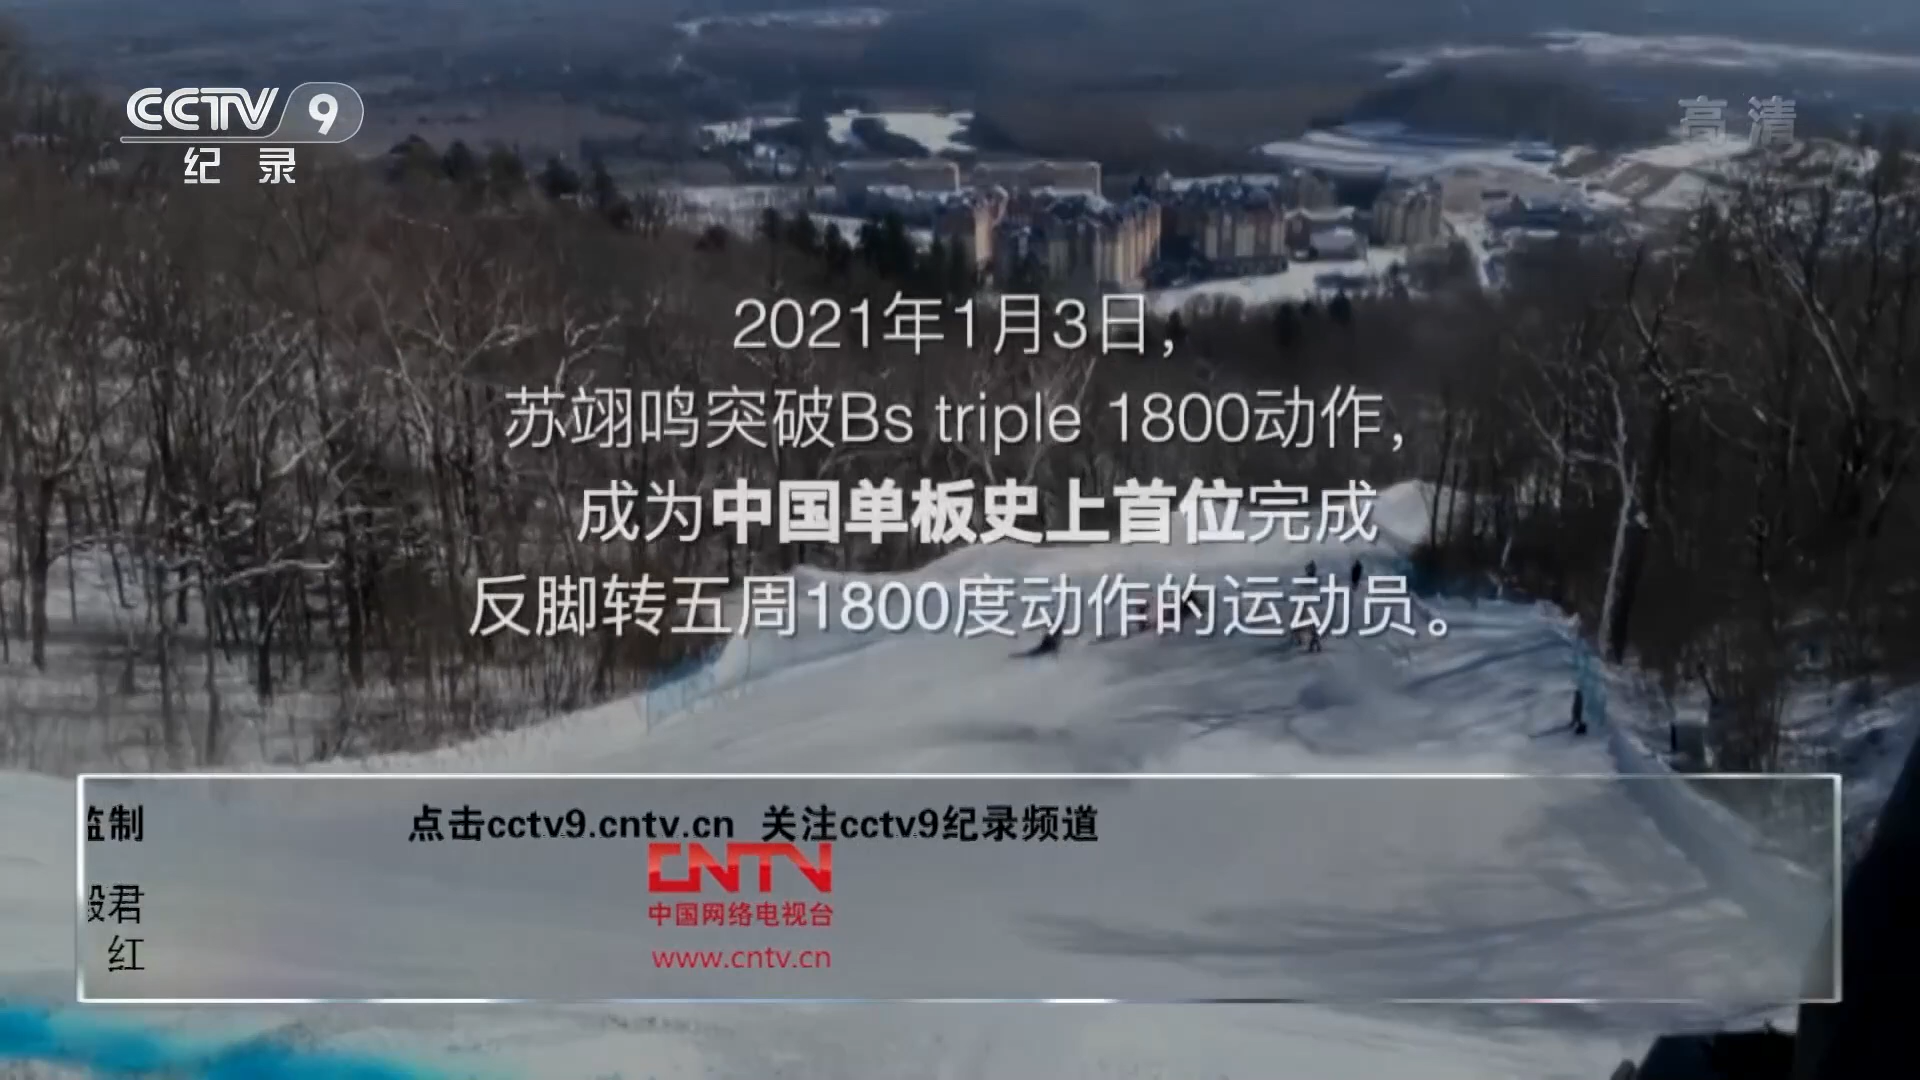 CCTV 9
纪 录
高 清
2021年1月3日，
苏翊鸣突破Bs triple 1800动作，
成为中国单板史上首位完成
反脚转五周1800度动作的运动员。
监制
点击cctv9.cntv.cn 关注cctv9纪录频道
君
红
CNTV
中国网络电视台
www.cntv.cn